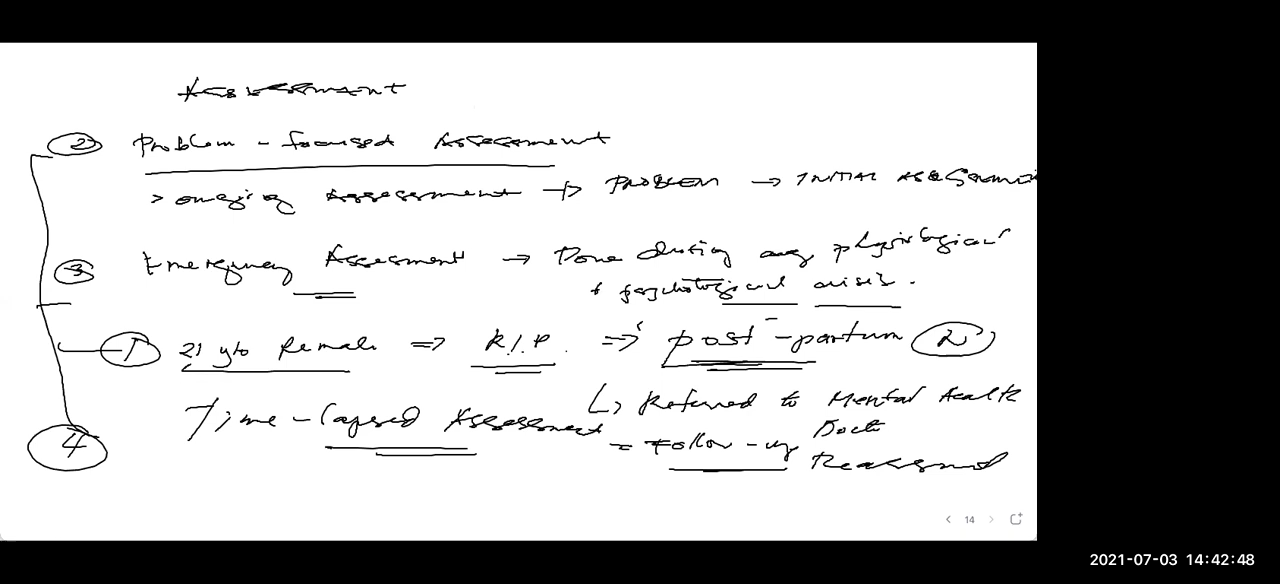 Assessment
② Problem - focused Assessment
> ongoing Assessment → PROBLEM → INITIAL ASSESSMENT
③ Emergency Assessment → Done during any physiological
+ psychological crisis.
① 21 y/o Female ⇒ R.I.P. ⇒ ' post-partum ②
④ Time-lapsed Assessment
↳ Referred to Mental Health
= Follow-up
< 14 >
2021-07-03 14:42:48